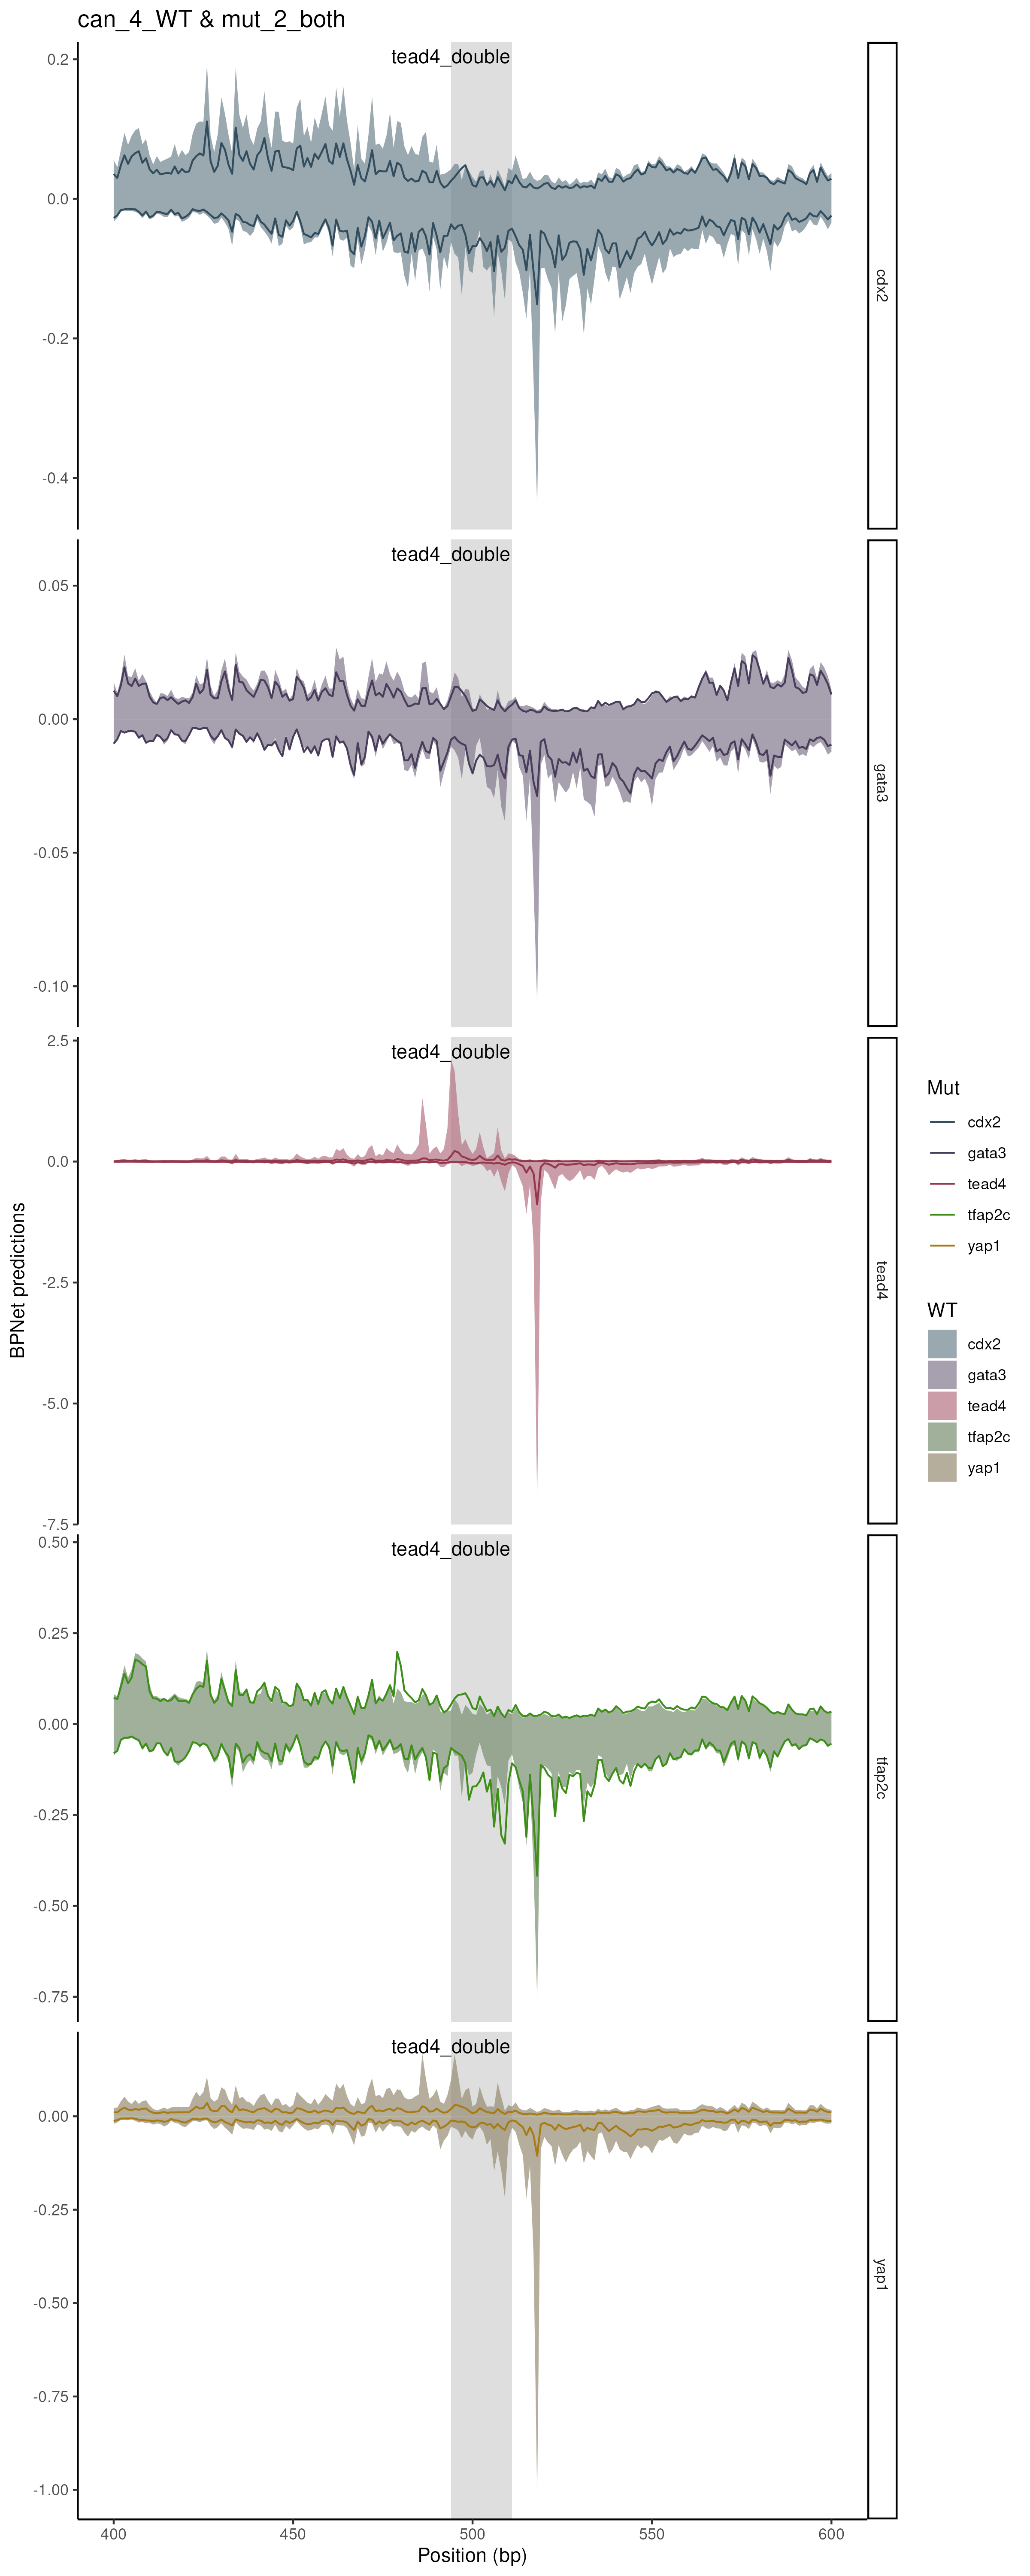 can_4_WT & mut_2_both
tead4_double
0.2
0.0
-0.2
-0.4
cdx2
tead4_double
0.05
0.00
-0.05
-0.10
gata3
tead4_double
2.5
0.0
-2.5
-5.0
-7.5
tead4
tead4_double
0.50
0.25
0.00
-0.25
-0.50
-0.75
tfap2c
tead4_double
0.00
-0.25
-0.50
-0.75
-1.00
yap1
400
450
500
550
600
Position (bp)
BPNet predictions
Mut
cdx2
gata3
tead4
tfap2c
yap1
WT
cdx2
gata3
tead4
tfap2c
yap1